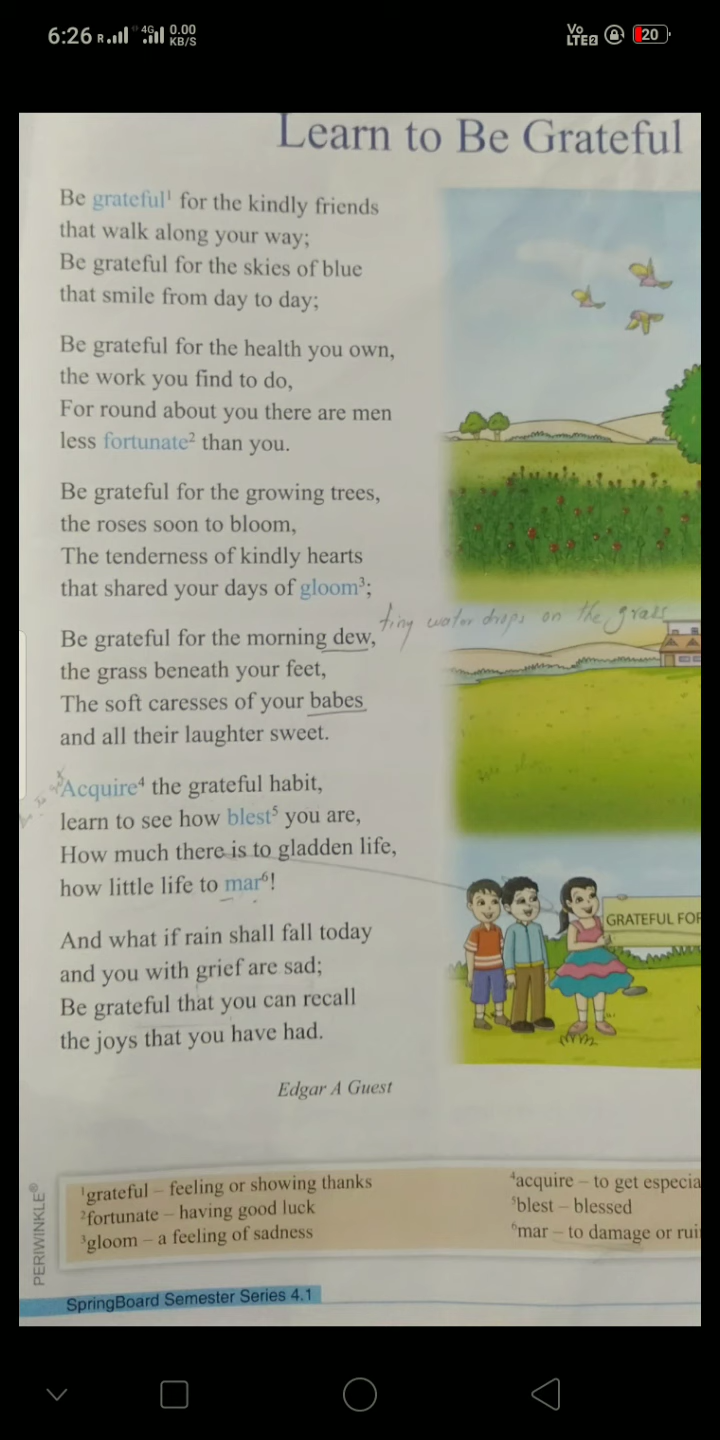 6:26 R 4G 0.00 KB/S Vo LTE2 20
Learn to Be Grateful
Be grateful¹ for the kindly friends
that walk along your way;
Be grateful for the skies of blue
that smile from day to day;
Be grateful for the health you own,
the work you find to do,
For round about you there are men
less fortunate² than you.
Be grateful for the growing trees,
the roses soon to bloom,
The tenderness of kindly hearts
that shared your days of gloom³;
tiny water drops on the grass
Be grateful for the morning dew,
the grass beneath your feet,
The soft caresses of your babes
and all their laughter sweet.
Acquire⁴ the grateful habit,
learn to see how blest⁵ you are,
How much there is to gladden life,
how little life to mar⁶!
GRATEFUL FOR
And what if rain shall fall today
and you with grief are sad;
Be grateful that you can recall
the joys that you have had.
Edgar A Guest
¹grateful – feeling or showing thanks
²fortunate – having good luck
³gloom – a feeling of sadness
⁴acquire – to get especia
⁵blest – blessed
⁶mar – to damage or rui
PERIWINKLE®
SpringBoard Semester Series 4.1